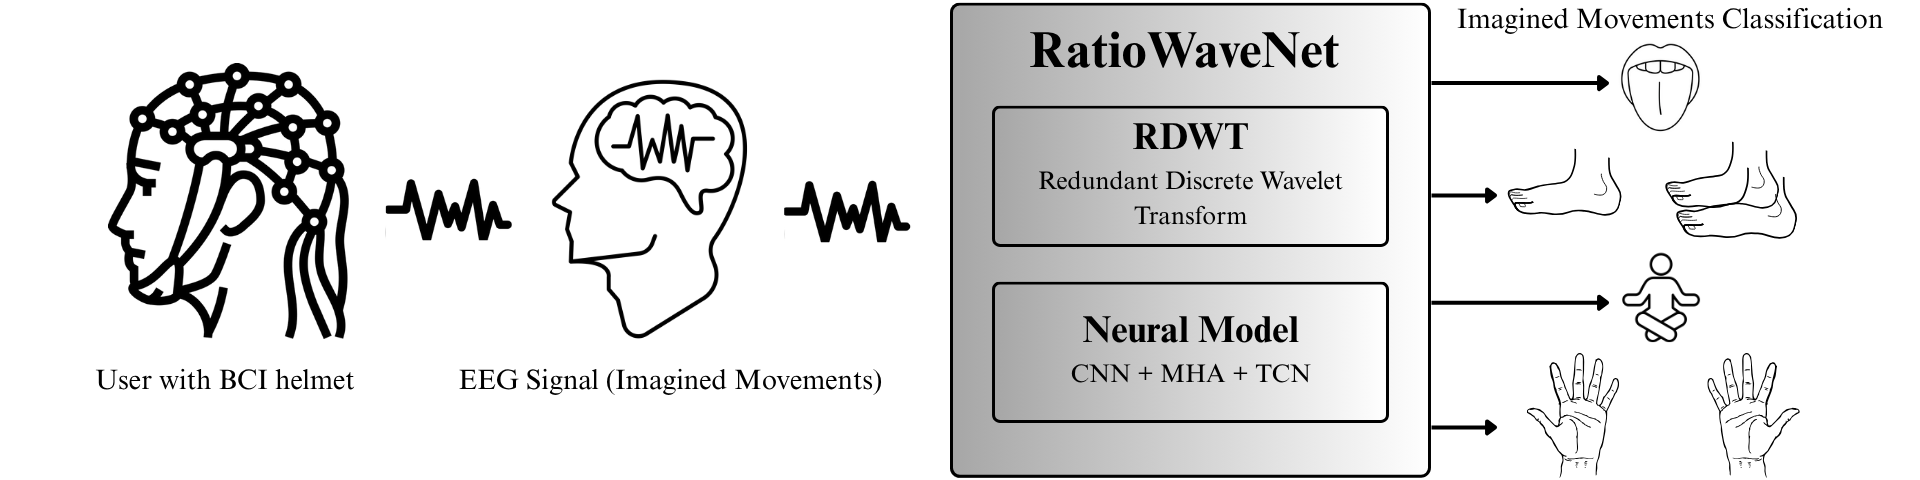 User with BCI helmet
EEG Signal (Imagined Movements)
RatioWaveNet
RDWT
Redundant Discrete Wavelet
Transform
Neural Model
CNN + MHA + TCN
Imagined Movements Classification